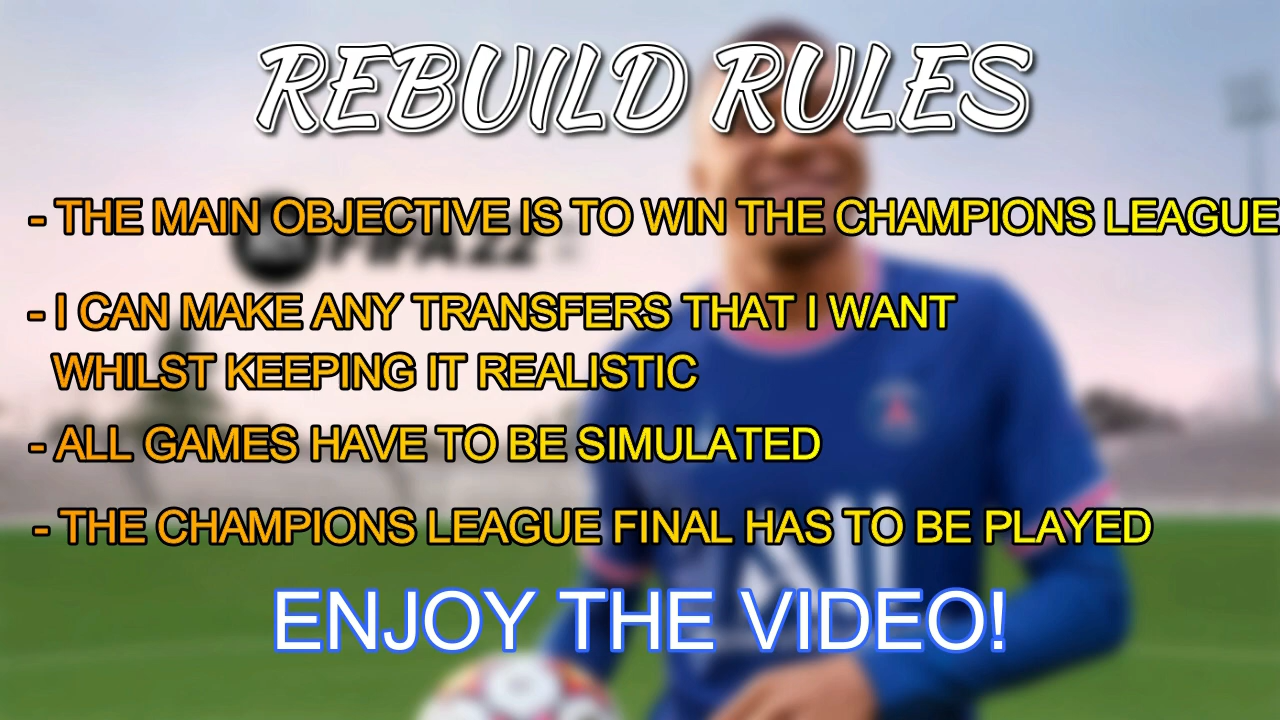 REBUILD RULES
- THE MAIN OBJECTIVE IS TO WIN THE CHAMPIONS LEAGUE
FIFA 22
- I CAN MAKE ANY TRANSFERS THAT I WANT
WHILST KEEPING IT REALISTIC
- ALL GAMES HAVE TO BE SIMULATED
- THE CHAMPIONS LEAGUE FINAL HAS TO BE PLAYED
ENJOY THE VIDEO!